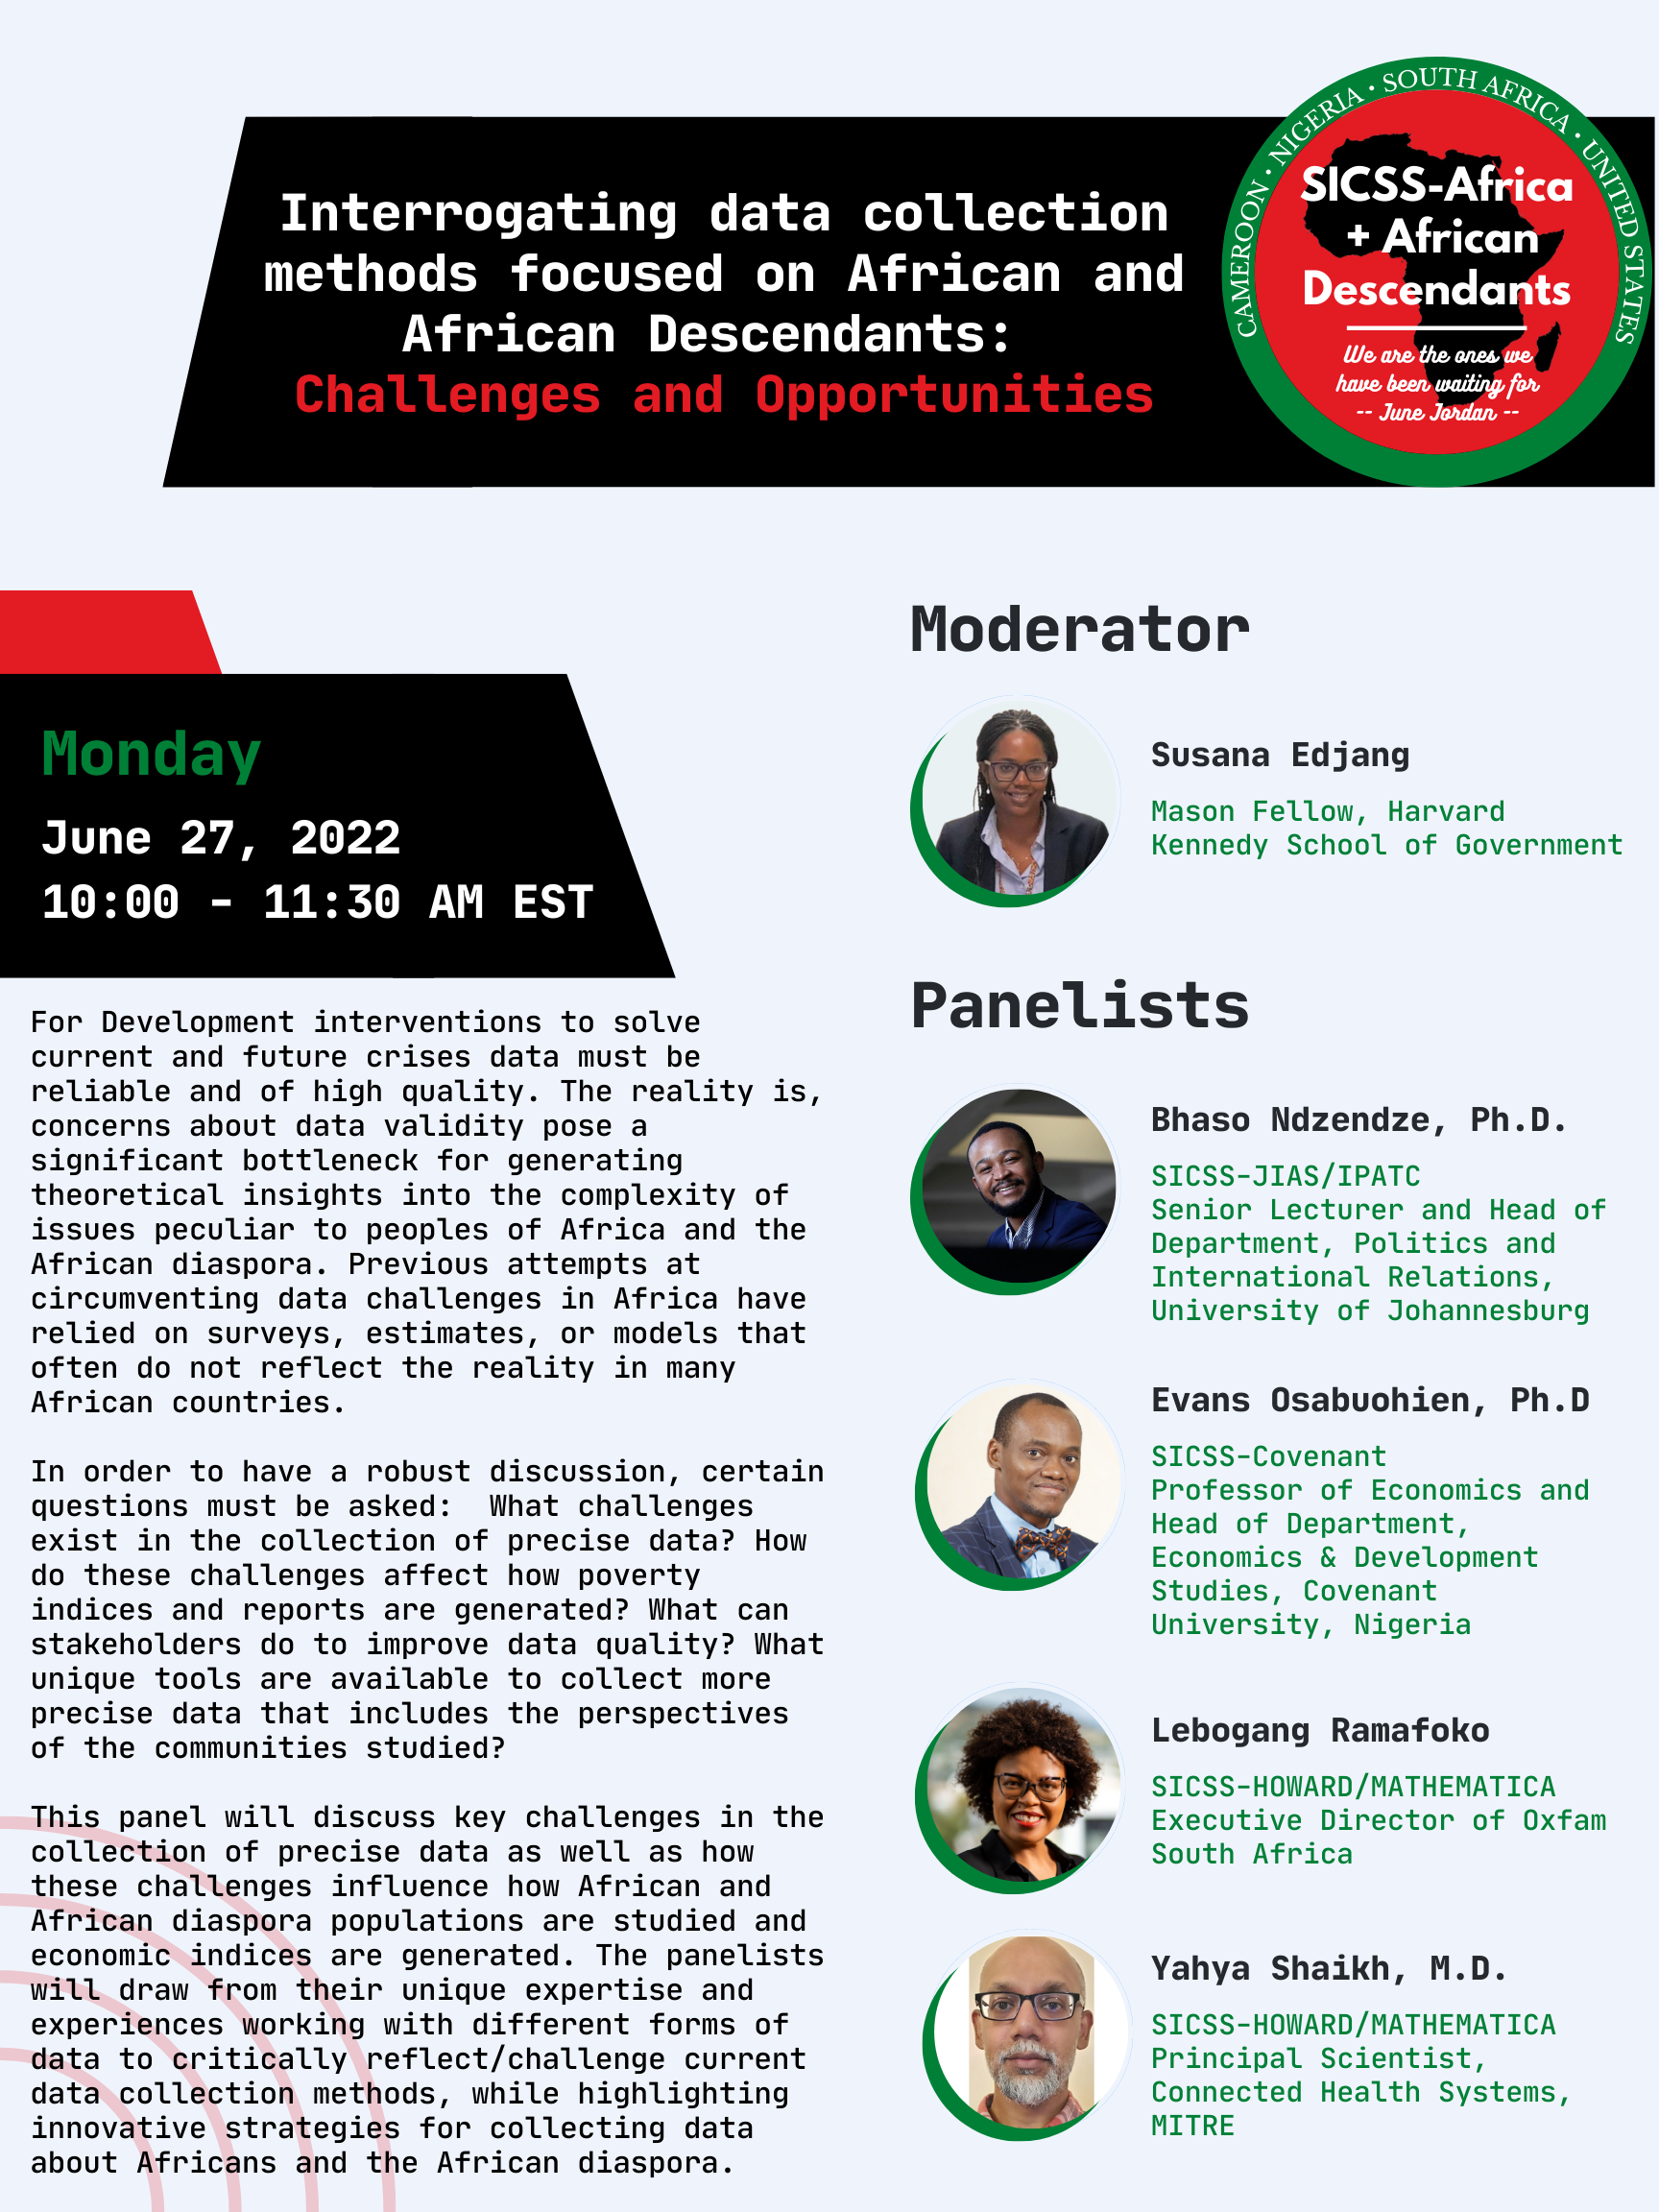 Interrogating data collection
methods focused on African and
African Descendants:
Challenges and Opportunities
CAMEROON • NIGERIA • SOUTH AFRICA • UNITED STATES
SICSS-Africa
+ African
Descendants
We are the ones we
have been waiting for
-- June Jordan --
Monday
June 27, 2022
10:00 - 11:30 AM EST
For Development interventions to solve
current and future crises data must be
reliable and of high quality. The reality is,
concerns about data validity pose a
significant bottleneck for generating
theoretical insights into the complexity of
issues peculiar to peoples of Africa and the
African diaspora. Previous attempts at
circumventing data challenges in Africa have
relied on surveys, estimates, or models that
often do not reflect the reality in many
African countries.
In order to have a robust discussion, certain
questions must be asked:  What challenges
exist in the collection of precise data? How
do these challenges affect how poverty
indices and reports are generated? What can
stakeholders do to improve data quality? What
unique tools are available to collect more
precise data that includes the perspectives
of the communities studied?
This panel will discuss key challenges in the
collection of precise data as well as how
these challenges influence how African and
African diaspora populations are studied and
economic indices are generated. The panelists
will draw from their unique expertise and
experiences working with different forms of
data to critically reflect/challenge current
data collection methods, while highlighting
innovative strategies for collecting data
about Africans and the African diaspora.
Moderator
Susana Edjang
Mason Fellow, Harvard
Kennedy School of Government
Panelists
Bhaso Ndzendze, Ph.D.
SICSS-JIAS/IPATC
Senior Lecturer and Head of
Department, Politics and
International Relations,
University of Johannesburg
Evans Osabuohien, Ph.D
SICSS-Covenant
Professor of Economics and
Head of Department,
Economics & Development
Studies, Covenant
University, Nigeria
Lebogang Ramafoko
SICSS-HOWARD/MATHEMATICA
Executive Director of Oxfam
South Africa
Yahya Shaikh, M.D.
SICSS-HOWARD/MATHEMATICA
Principal Scientist,
Connected Health Systems,
MITRE